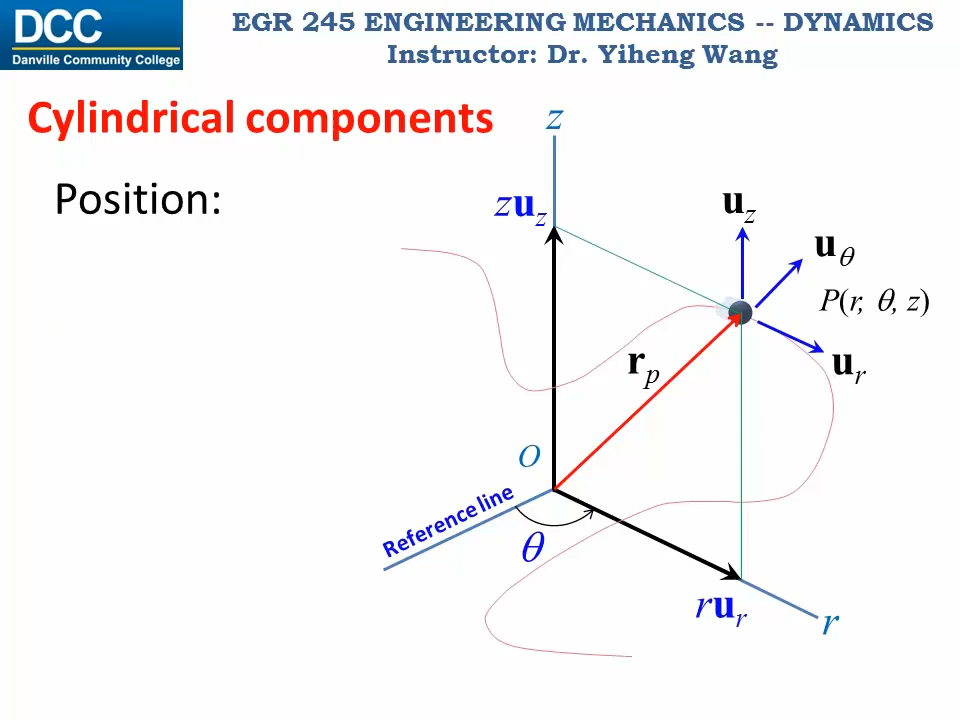 DCC
Danville Community College
EGR 245 ENGINEERING MECHANICS -- DYNAMICS
Instructor: Dr. Yiheng Wang
Cylindrical components
Position:
z
zu_z
u_z
u_θ
P(r, θ, z)
r_p
u_r
O
Reference line
θ
ru_r
r